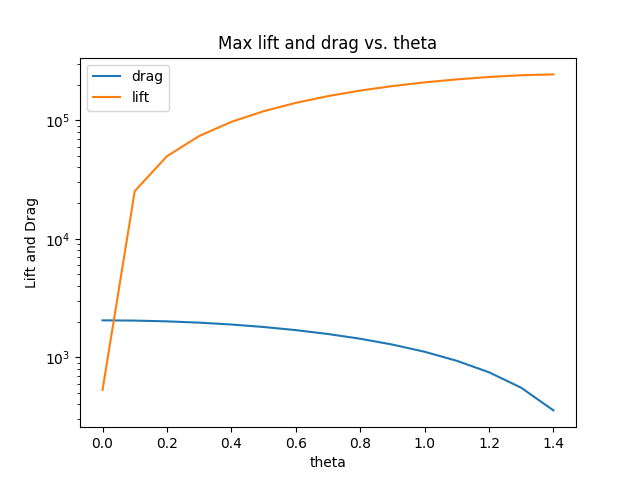 Max lift and drag vs. theta
drag
lift
Lift and Drag
10^5
10^4
10^3
0.0 0.2 0.4 0.6 0.8 1.0 1.2 1.4
theta